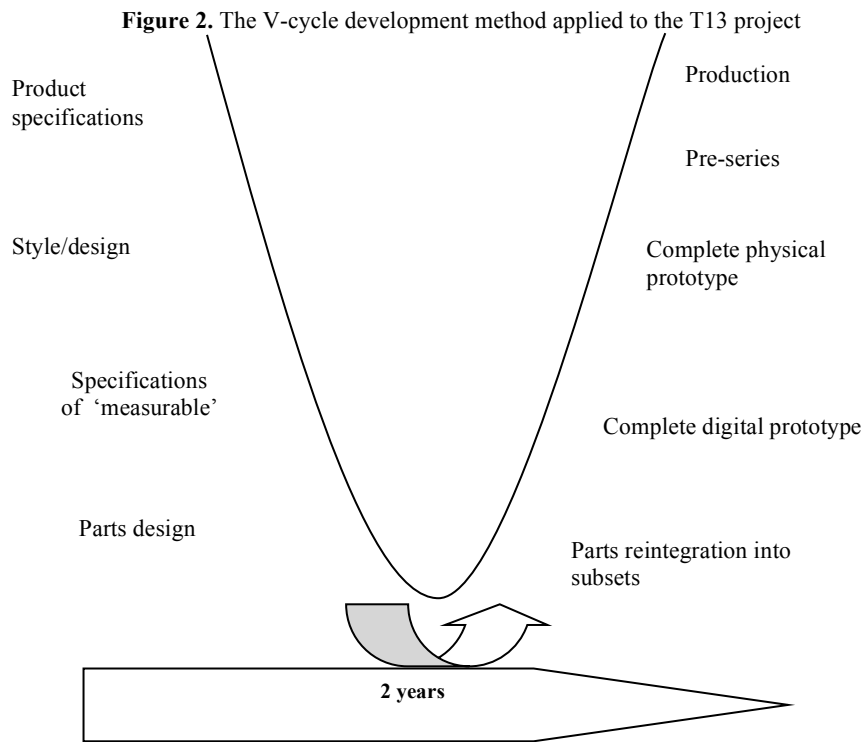 Figure 2. The V-cycle development method applied to the T13 project
Product
specifications
Style/design
Specifications
of ‘measurable’
Parts design
Production
Pre-series
Complete physical
prototype
Complete digital prototype
Parts reintegration into
subsets
2 years